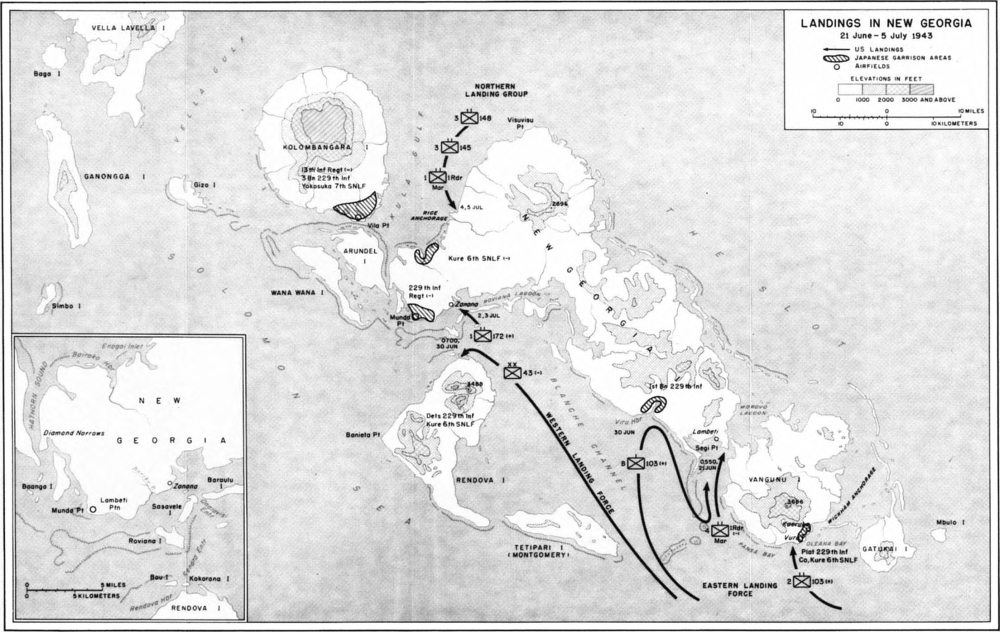 LANDINGS IN NEW GEORGIA
21 June – 5 July 1943
US LANDINGS
JAPANESE GARRISON AREAS
AIRFIELDS
ELEVATIONS IN FEET
0 1000 2000 3000 AND ABOVE
10 0 10 MILES
10 0 10 KILOMETERS
VELLA LAVELLA I
Baga I
VELLA GULF
GANONGGA I
Gizo I
Simbo I
KOLOMBANGARA I
13th Inf Regt (-)
3 Bn 229th Inf
Yokosuka 7th SNLF
Vila Pt
KULA GULF
NORTHERN
LANDING GROUP
3 148
3 145
1 1Rdr
Mar
Visuvisu
Pt
4,5 JUL
RICE
ANCHORAGE
2694
NEW GEORGIA
THE SLOT
SOLOMON SEA
ARUNDEL
I
WANA WANA I
Kure 6th SNLF (-)
229th Inf
Regt (-)
Munda
Pt
Zanana
ROVIANA LAGOON
2,3 JUL
1 172 (+)
0700,
30 JUN
XX
43 (-)
3488
Dets 229th Inf
Kure 6th SNLF
Baniela Pt
RENDOVA I
BLANCHE CHANNEL
WESTERN LANDING FORCE
TETIPARI I
(MONTGOMERY)
1st Bn 229th Inf
Viru Har
30 JUN
B 103 (+)
MOROVO
LAGOON
Lambeti
Segi Pt
0550,
21 JUN
1Rdr
(-)
Mar
VANGUNU I
3686
Kaeruka
Vura
WICKHAM ANCHORAGE
OLEANA BAY
PANGA BAY
Plat 229th Inf
Co, Kure 6th SNLF
GATUKAI I
Mbulo I
EASTERN LANDING
FORCE
2 103 (+)
Enogai Inlet
Bairoko Har
HATHORN SOUND
NEW
GEORGIA
Diamond Narrows
Baanga I
Lambeti
Ptn
Munda Pt
Zanana
Baraulu
I
Sasavele
I
Roviana I
Bau I
Kokorana I
Rendova Har
RENDOVA I
0 5 MILES
0 5 KILOMETERS